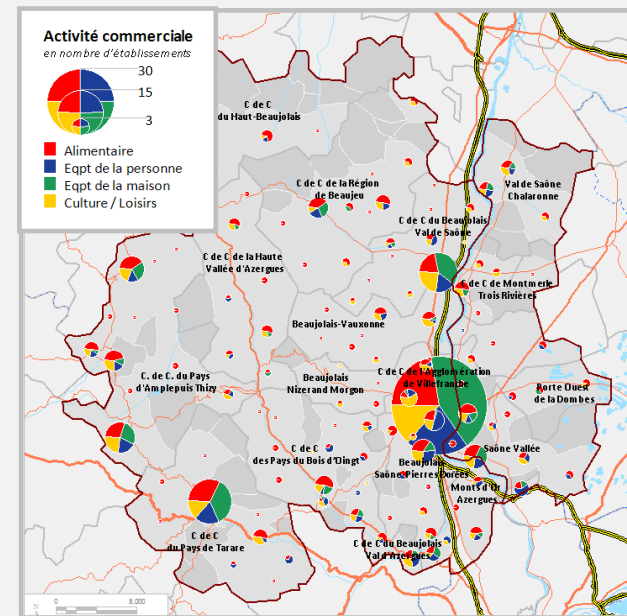 Activité commerciale
en nombre d'établissements
30
15
3
Alimentaire
Eqpt de la personne
Eqpt de la maison
Culture / Loisirs
C de C
du Haut-Beaujolais
C de C de la Région
de Beaujeu
Val de Saône
Chalaronne
C de C du Beaujolais
Val de Saône
C de C de la Haute
Vallée d'Azergues
C de C de Montmerle
Trois Rivières
Beaujolais-Vauxonne
C. de C. du Pays
d'Amplepuis Thizy
Beaujolais
Nizerand Morgon
C de C de l'Agglomération
de Villefranche
Porte Ouest
de la Dombes
C de C
des Pays du Bois d'Oingt
Saône Vallée
Beaujolais
Saône Pierres Dorées
Monts d'Or
Azergues
C de C
du Pays de Tarare
C de C du Beaujolais
Val d'Azergues
0